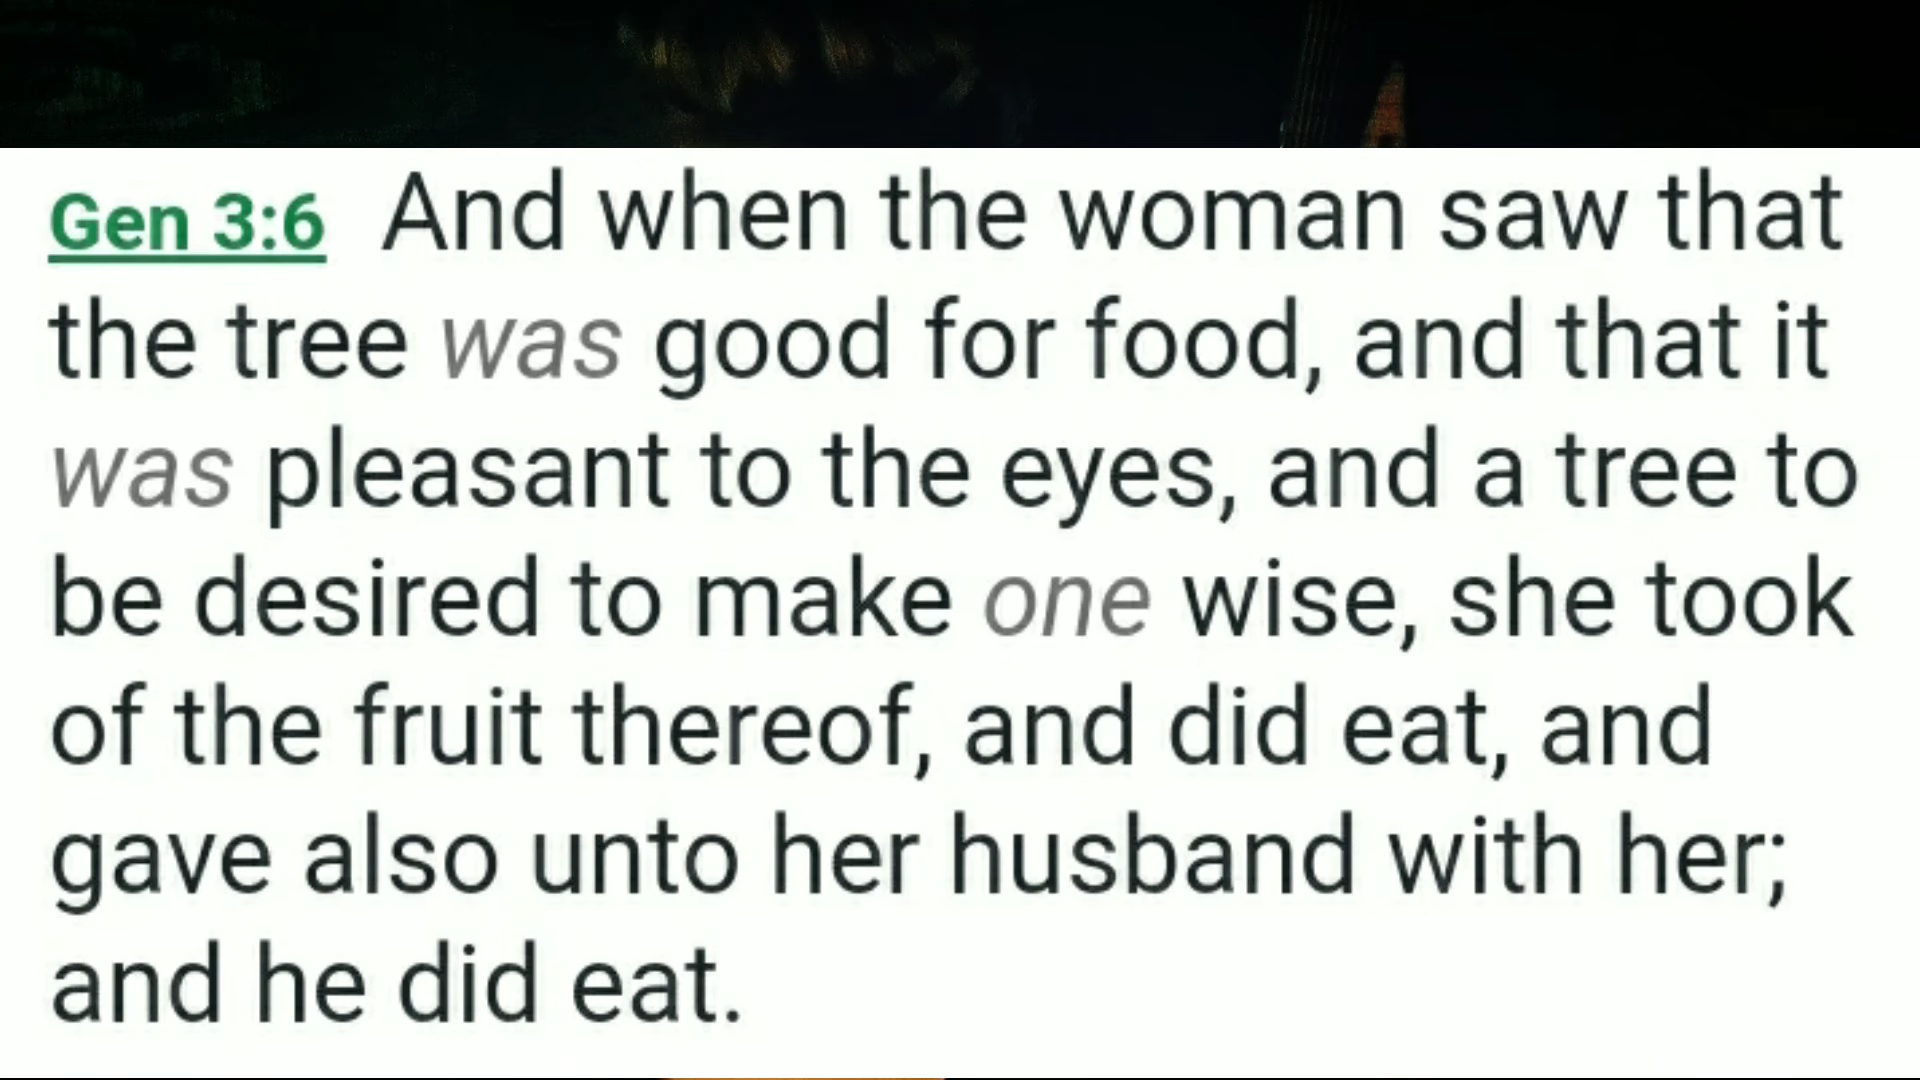 Gen 3:6 And when the woman saw that
the tree was good for food, and that it
was pleasant to the eyes, and a tree to
be desired to make one wise, she took
of the fruit thereof, and did eat, and
gave also unto her husband with her;
and he did eat.